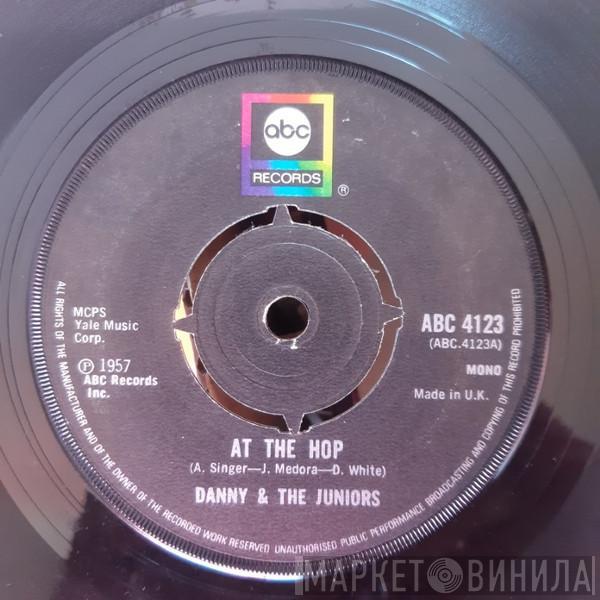 abc
RECORDS
®
MCPS
Yale Music
Corp.
℗ 1957
ABC Records
Inc.
ABC 4123
(ABC.4123A)
MONO
Made in U.K.
AT THE HOP
(A. Singer—J. Medora—D. White)
DANNY & THE JUNIORS
ALL RIGHTS OF THE MANUFACTURER AND OF THE OWNER OF THE RECORDED WORK RESERVED UNAUTHORISED PUBLIC PERFORMANCE BROADCASTING AND COPYING OF THIS RECORD PROHIBITED
МАРКЕТ ВИНИЛА